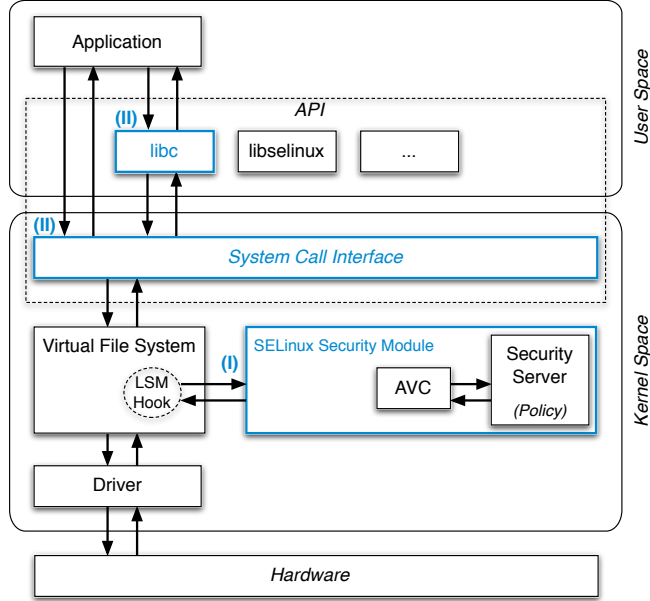 Application
User Space
API
(II)
libc
libselinux
...
(II)
System Call Interface
Kernel Space
Virtual File System
LSM
Hook
(I)
SELinux Security Module
AVC
Security
Server
(Policy)
Driver
Hardware